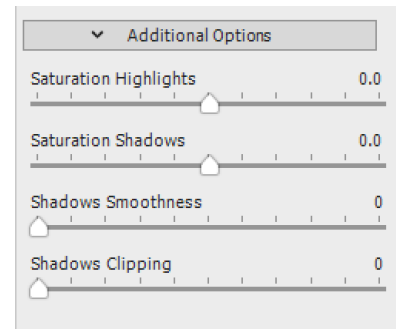 Additional Options
Saturation Highlights 0.0
Saturation Shadows 0.0
Shadows Smoothness 0
Shadows Clipping 0